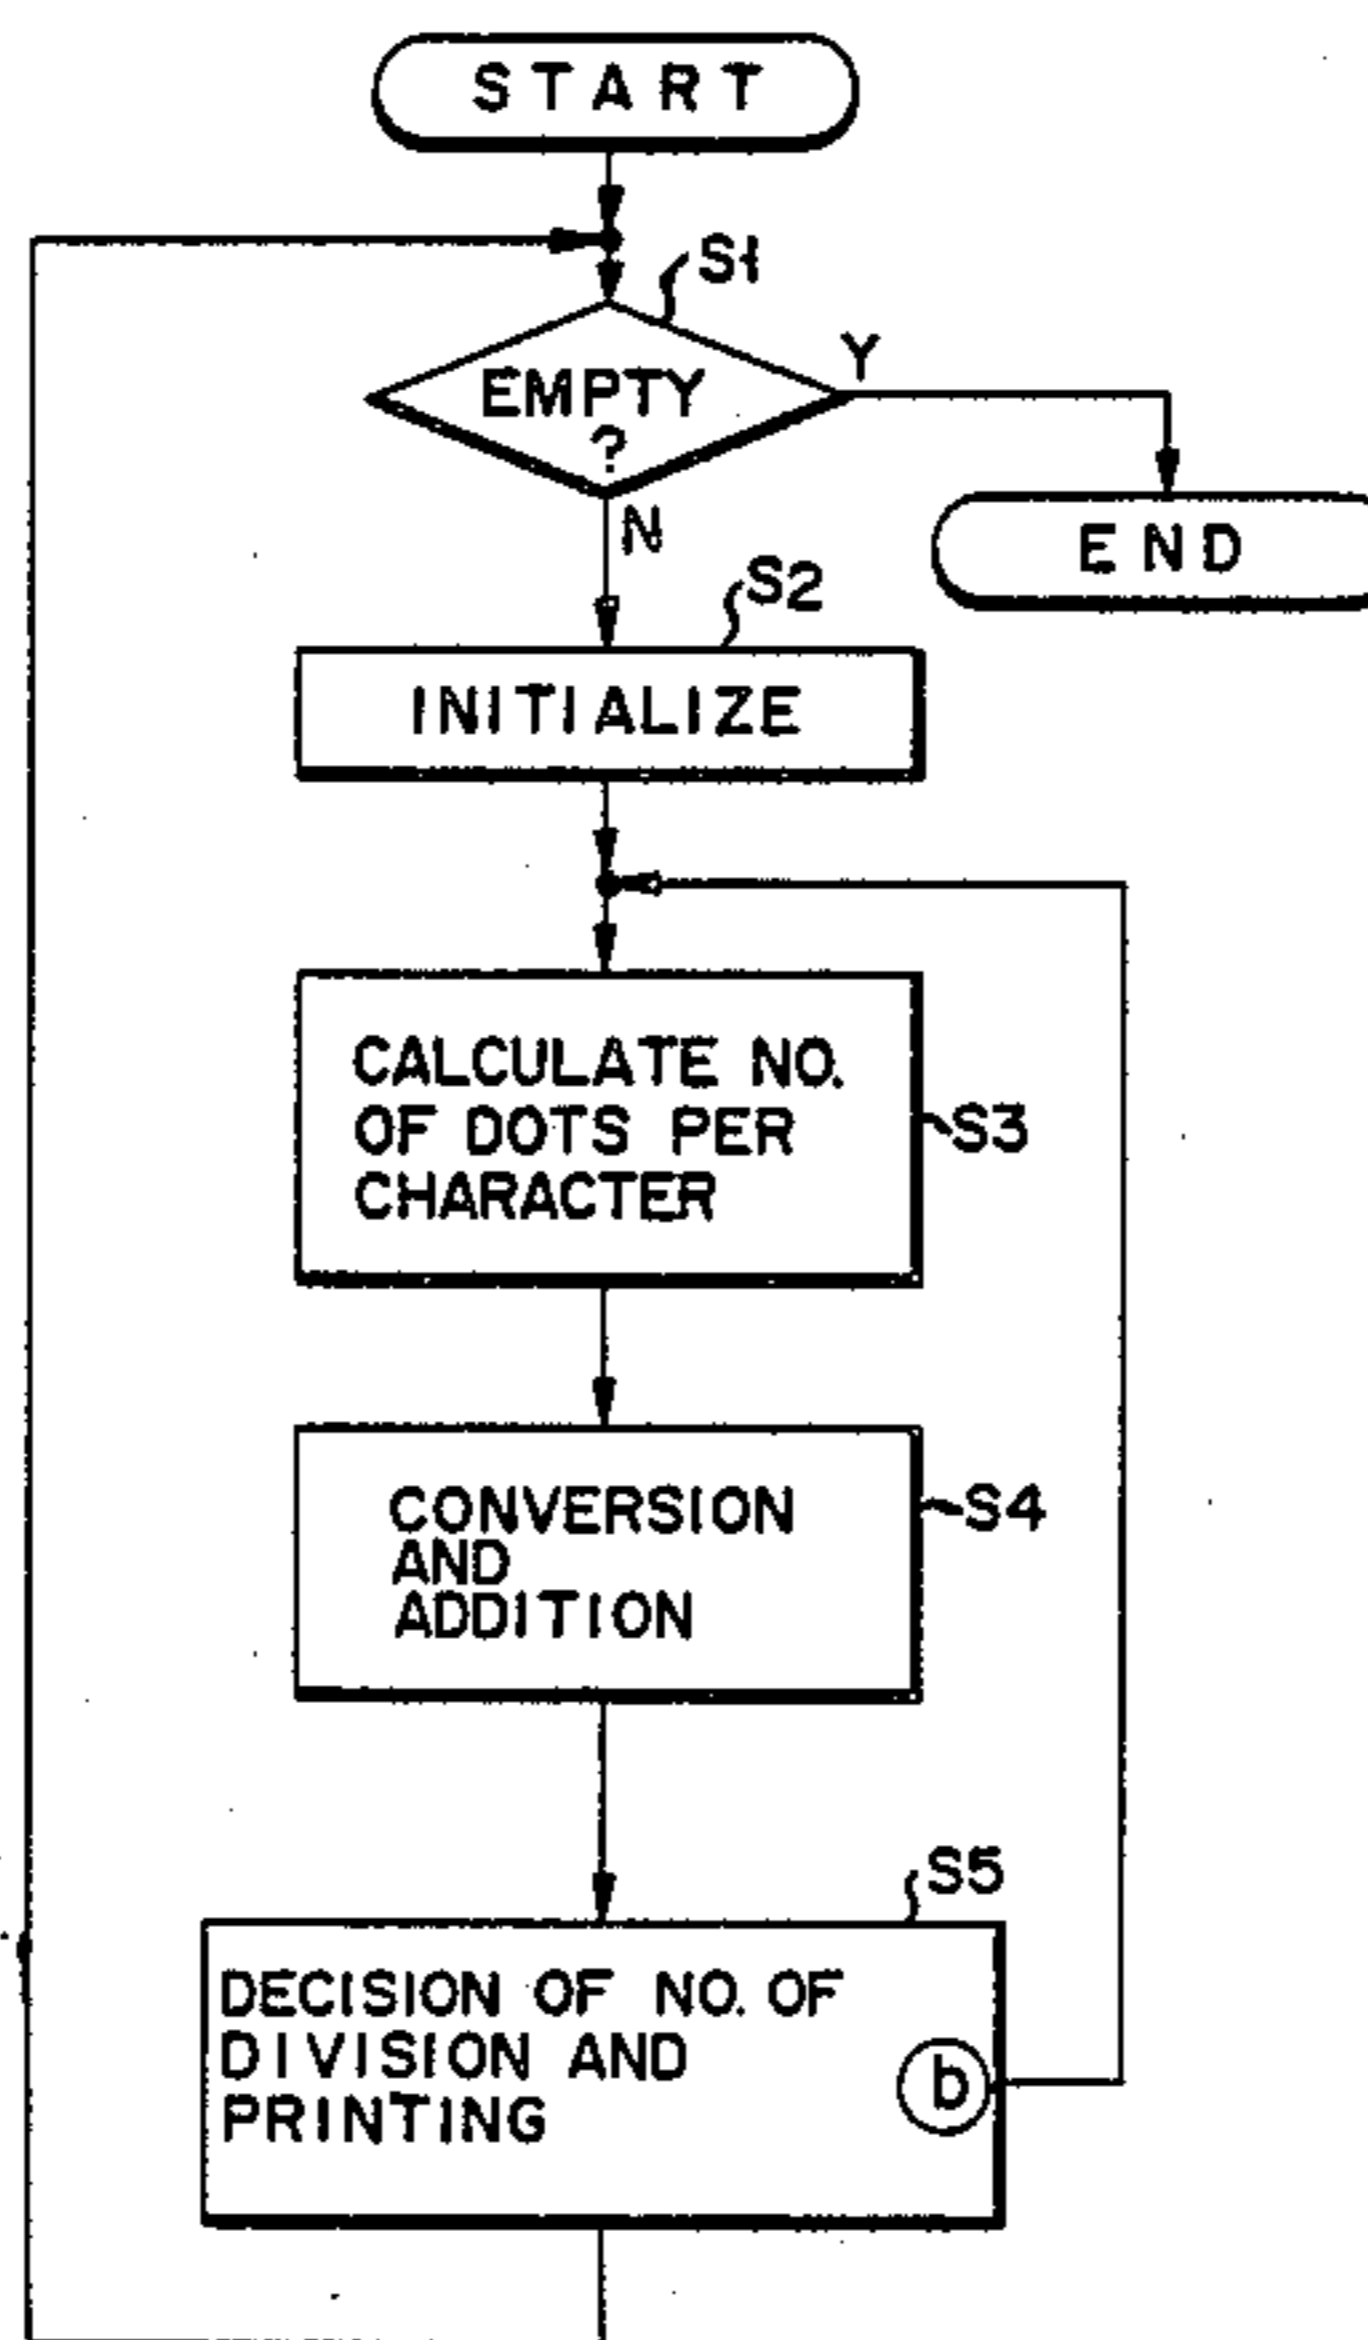 START
S1
EMPTY
?
Y
N
END
S2
INITIALIZE
CALCULATE NO.
OF DOTS PER
CHARACTER
S3
CONVERSION
AND
ADDITION
S4
S5
DECISION OF NO. OF
DIVISION AND
PRINTING
b